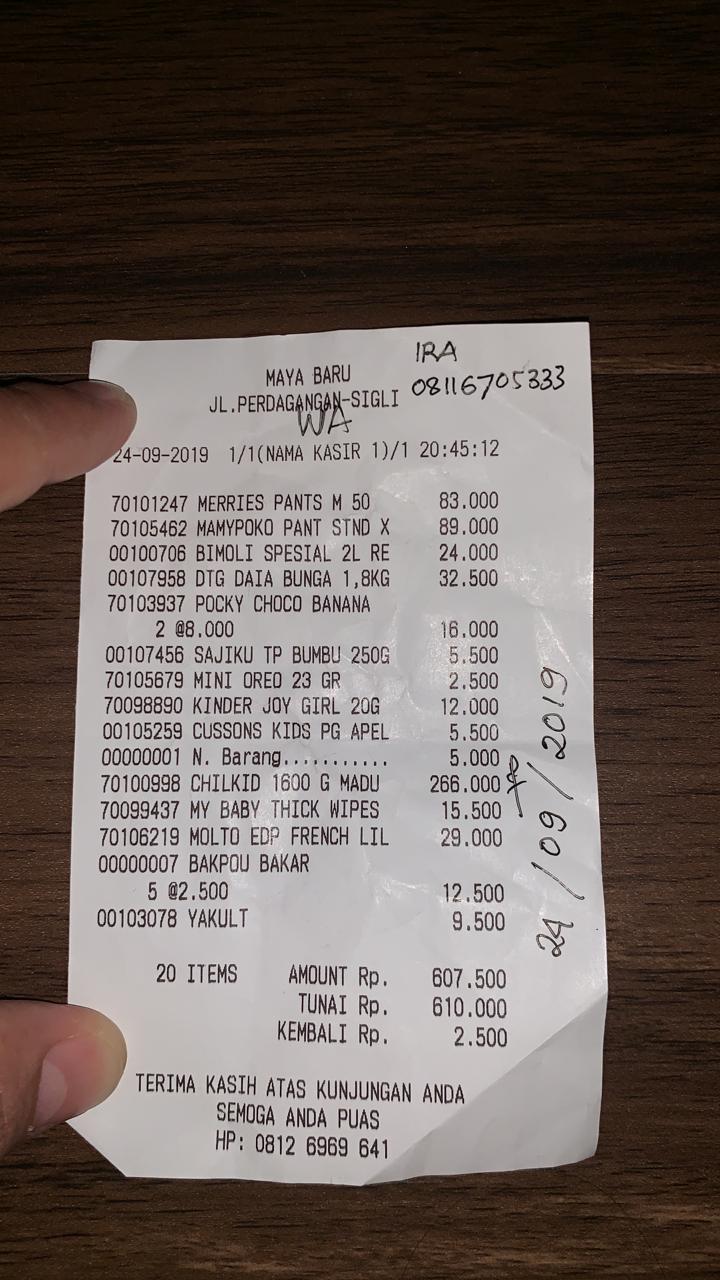 IRA
08116705333
MAYA BARU
JL.PERDAGANGAN-SIGLI
WA
24-09-2019 1/1(NAMA KASIR 1)/1 20:45:12
70101247 MERRIES PANTS M 50 83.000
70105462 MAMYPOKO PANT STND X 89.000
00100706 BIMOLI SPESIAL 2L RE 24.000
00107958 DTG DAIA BUNGA 1,8KG 32.500
70103937 POCKY CHOCO BANANA
2 @8.000 16.000
00107456 SAJIKU TP BUMBU 250G 5.500
70105679 MINI OREO 23 GR 2.500
70098890 KINDER JOY GIRL 20G 12.000
00105259 CUSSONS KIDS PG APEL 5.500
00000001 N. Barang........... 5.000
70100998 CHILKID 1600 G MADU 266.000
70099437 MY BABY THICK WIPES 15.500
70106219 MOLTO EDP FRENCH LIL 29.000
00000007 BAKPOU BAKAR
5 @2.500 12.500
00103078 YAKULT 9.500
20 ITEMS AMOUNT Rp. 607.500
TUNAI Rp. 610.000
KEMBALI Rp. 2.500
TERIMA KASIH ATAS KUNJUNGAN ANDA
SEMOGA ANDA PUAS
HP: 0812 6969 641
24/09/2019